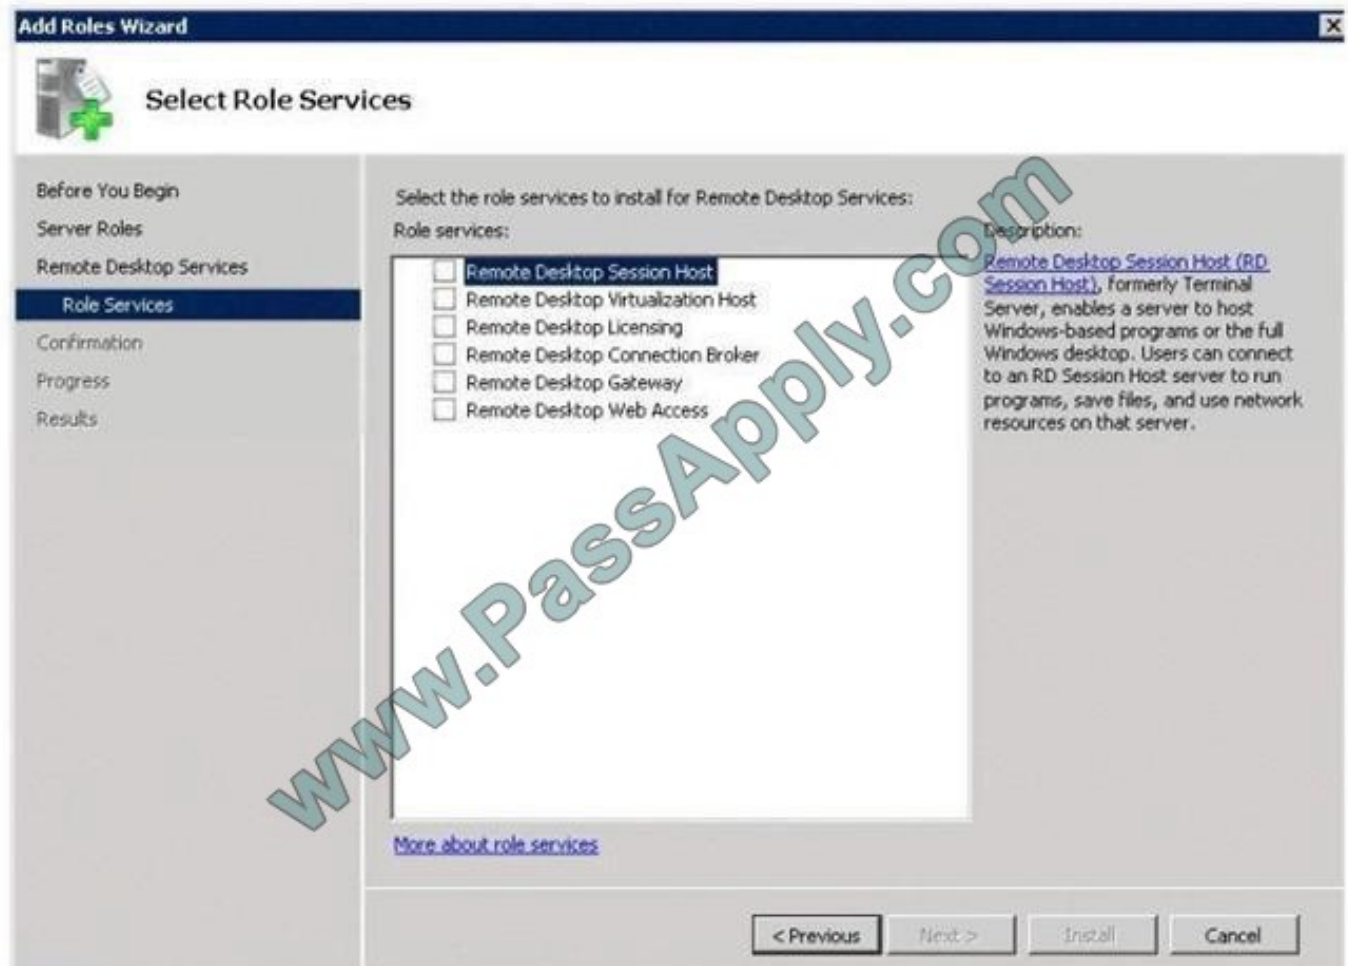 Add Roles Wizard
Select Role Services
Before You Begin
Server Roles
Remote Desktop Services
Role Services
Confirmation
Progress
Results
Select the role services to install for Remote Desktop Services:
Role services:
Remote Desktop Session Host
Remote Desktop Virtualization Host
Remote Desktop Licensing
Remote Desktop Connection Broker
Remote Desktop Gateway
Remote Desktop Web Access
More about role services
Description:
Remote Desktop Session Host (RD
Session Host), formerly Terminal
Server, enables a server to host
Windows-based programs or the full
Windows desktop. Users can connect
to an RD Session Host server to run
programs, save files, and use network
resources on that server.
www.PassApply.com
< Previous
Next >
Install
Cancel